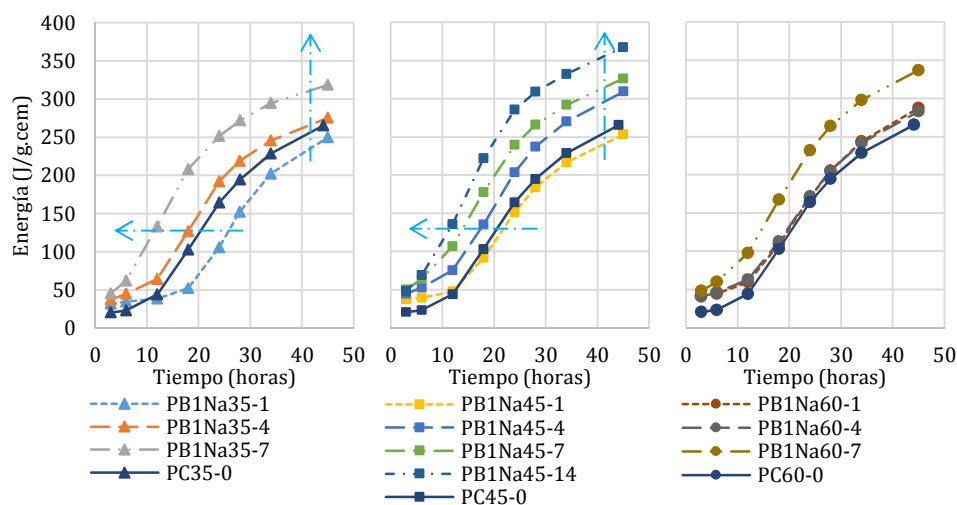 Energía (J/g.cem)
400
350
300
250
200
150
100
50
0
0 10 20 30 40 50
Tiempo (horas)
PB1Na35-1
PB1Na35-4
PB1Na35-7
PC35-0
0 10 20 30 40 50
Tiempo (horas)
PB1Na45-1
PB1Na45-4
PB1Na45-7
PB1Na45-14
PC45-0
0 10 20 30 40 50
Tiempo (horas)
PB1Na60-1
PB1Na60-4
PB1Na60-7
PC60-0